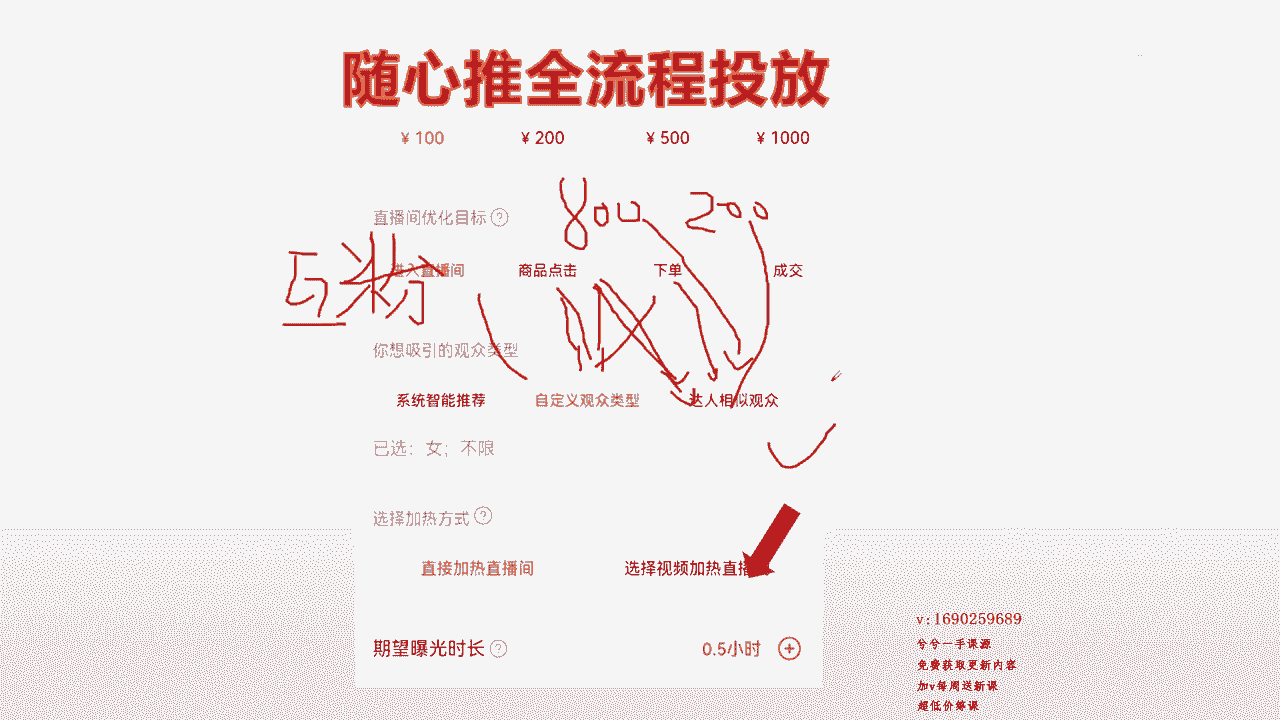 随心推全流程投放
¥ 100 ¥ 200 ¥ 500 ¥ 1000
直播间优化目标 ?
800 200
进入直播间 商品点击 下单 成交
互粉
你想吸引的观众类型
系统智能推荐 自定义观众类型 达人相似观众
已选：女；不限
选择加热方式 ?
直接加热直播间 选择视频加热直播
期望曝光时长 ? 0.5小时 +
v:1690259689
兮兮一手课源
免费获取更新内容
加v每周送新课
超低价筹课